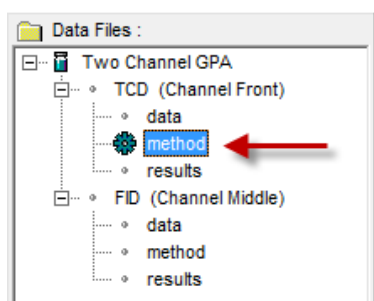 Data Files :
Two Channel GPA
TCD (Channel Front)
data
method
results
FID (Channel Middle)
data
method
results